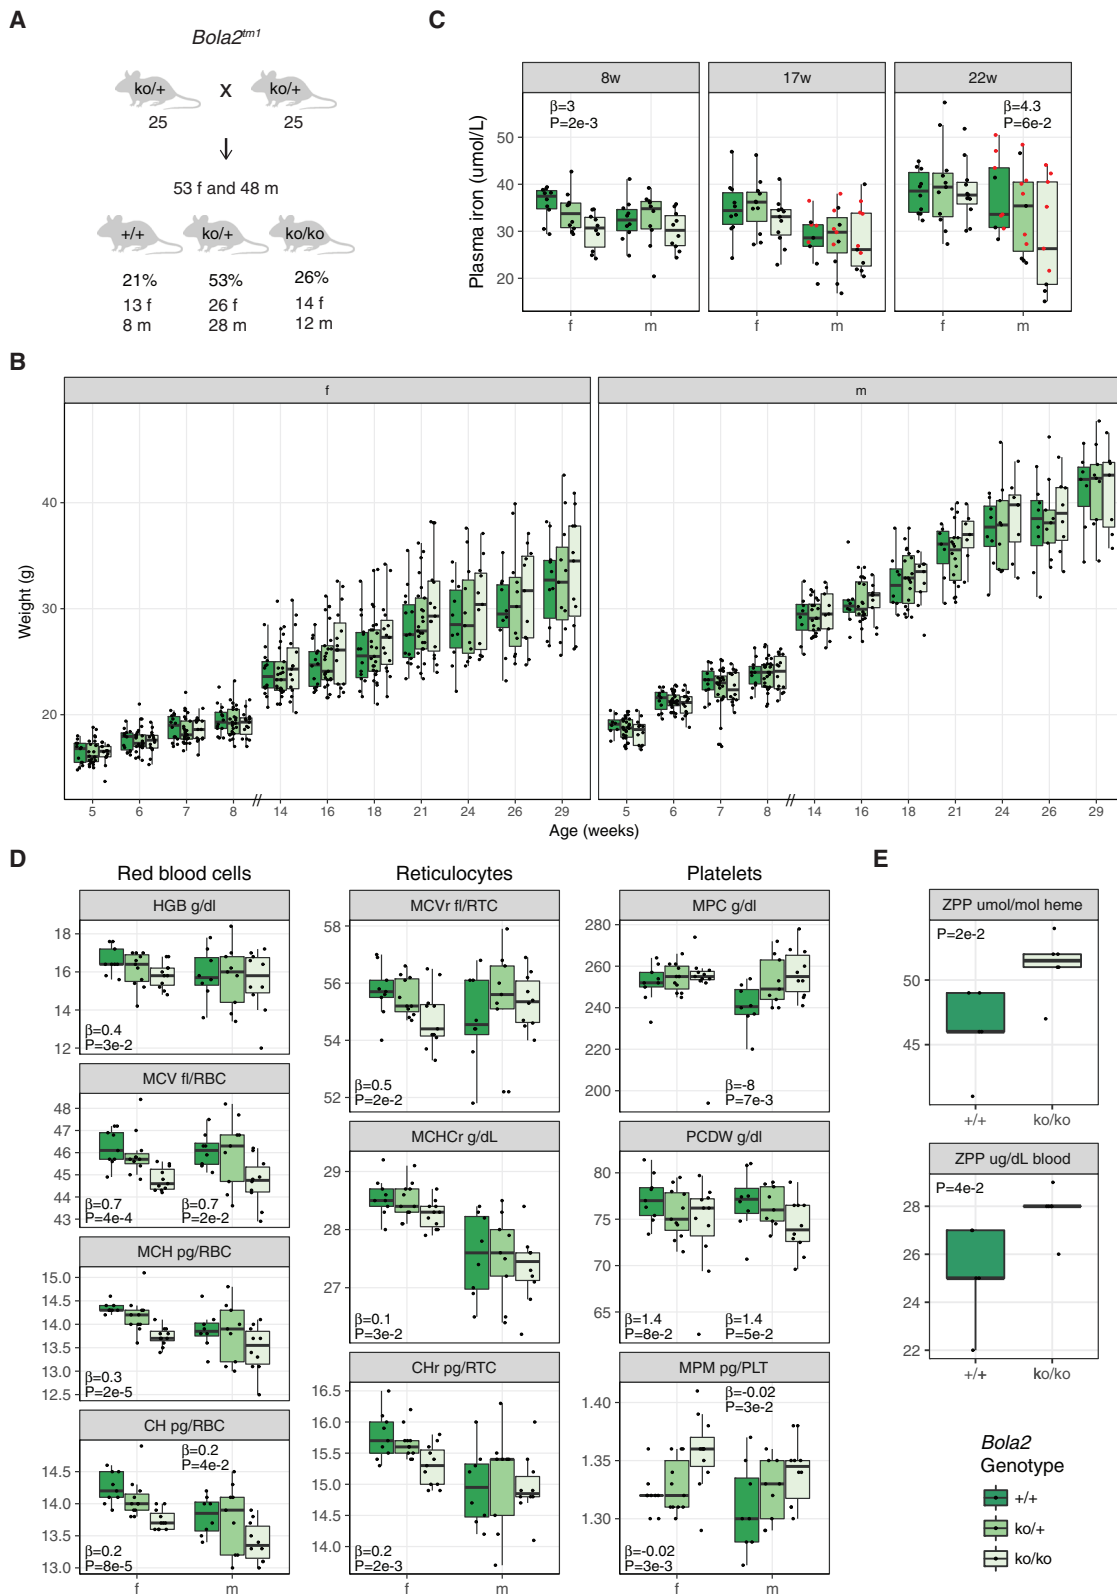 A
Bola2tm1
ko/+ X ko/+
25 25
53 f and 48 m
+/+ ko/+ ko/ko
21% 53% 26%
13 f 26 f 14 f
8 m 28 m 12 m
C
8w 17w 22w
β=3
P=2e-3
β=4.3
P=6e-2
Plasma iron (umol/L)
50
40
30
20
f m f m f m
B
f m
Weight (g)
40
30
20
5 6 7 8 // 14 16 18 21 24 26 29 5 6 7 8 // 14 16 18 21 24 26 29
Age (weeks)
D
Red blood cells
HGB g/dl
18
16
14
12
β=0.4
P=3e-2
MCV fl/RBC
48
47
46
45
44
43
β=0.7 β=0.7
P=4e-4 P=2e-2
MCH pg/RBC
15.0
14.5
14.0
13.5
13.0
12.5
β=0.3
P=2e-5
CH pg/RBC
β=0.2
P=4e-2
14.5
14.0
13.5
13.0
β=0.2
P=8e-5
f m
Reticulocytes
MCVr fl/RTC
58
56
54
52
β=0.5
P=2e-2
MCHCr g/dL
29
28
27
26
β=0.1
P=3e-2
CHr pg/RTC
16.5
16.0
15.5
15.0
14.5
14.0
β=0.2
P=2e-3
f m
Platelets
MPC g/dl
280
260
240
220
200
β=-8
P=7e-3
PCDW g/dl
80
75
70
65
β=1.4 β=1.4
P=8e-2 P=5e-2
MPM pg/PLT
β=-0.02
P=3e-2
1.40
1.35
1.30
β=-0.02
P=3e-3
f m
E
ZPP umol/mol heme
P=2e-2
50
45
+/+ ko/ko
ZPP ug/dL blood
P=4e-2
28
26
24
22
+/+ ko/ko
Bola2
Genotype
+/+
ko/+
ko/ko